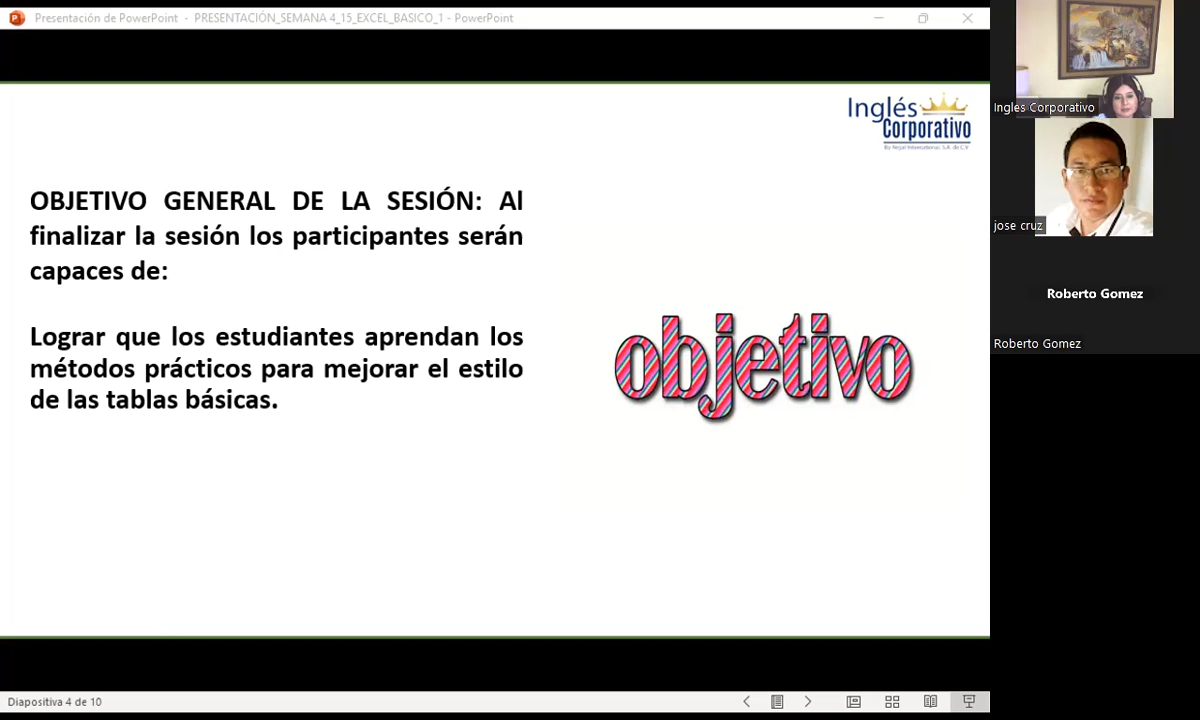 Presentación de PowerPoint - PRESENTACIÓN_SEMANA 4_15_EXCEL_BASICO_1 - PowerPoint
Inglés
Corporativo
OBJETIVO GENERAL DE LA SESIÓN: Al
finalizar la sesión los participantes serán
capaces de:
Lograr que los estudiantes aprendan los
métodos prácticos para mejorar el estilo
de las tablas básicas.
objetivo
Diapositiva 4 de 10
Ingles Corporativo
jose cruz
Roberto Gomez
Roberto Gomez